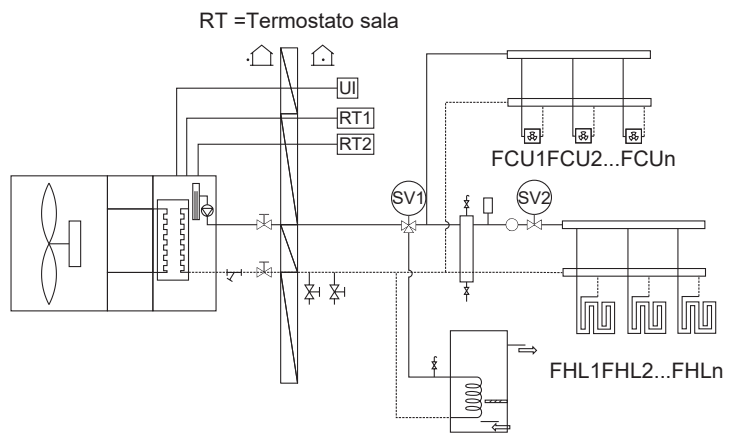 RT =Termostato sala
UI
RT1
RT2
FCU1FCU2...FCUn
SV1
SV2
FHL1FHL2...FHLn